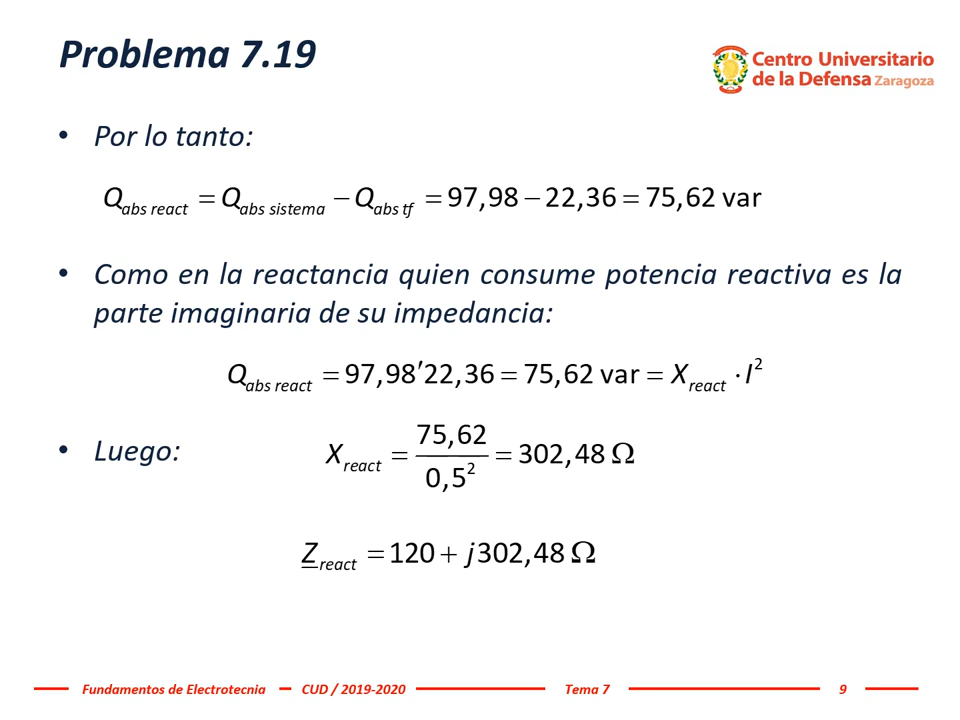 Problema 7.19
Centro Universitario
de la Defensa Zaragoza
• Por lo tanto:
Q_abs react = Q_abs sistema − Q_abs tf = 97,98 − 22,36 = 75,62 var
• Como en la reactancia quien consume potencia reactiva es la
parte imaginaria de su impedancia:
Q_abs react = 97,98′22,36 = 75,62 var = X_react · I²
• Luego: X_react = 75,62 / 0,5² = 302,48 Ω
Z_react = 120 + j302,48 Ω
Fundamentos de Electrotecnia CUD / 2019-2020 Tema 7 9